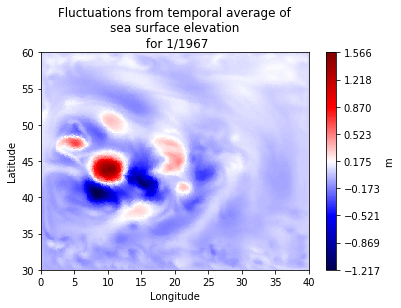 Fluctuations from temporal average of
sea surface elevation
for 1/1967
60
55
50
45
40
35
30
Latitude
0 5 10 15 20 25 30 35 40
Longitude
1.566
1.218
0.870
0.523
0.175
−0.173
−0.521
−0.869
−1.217
m